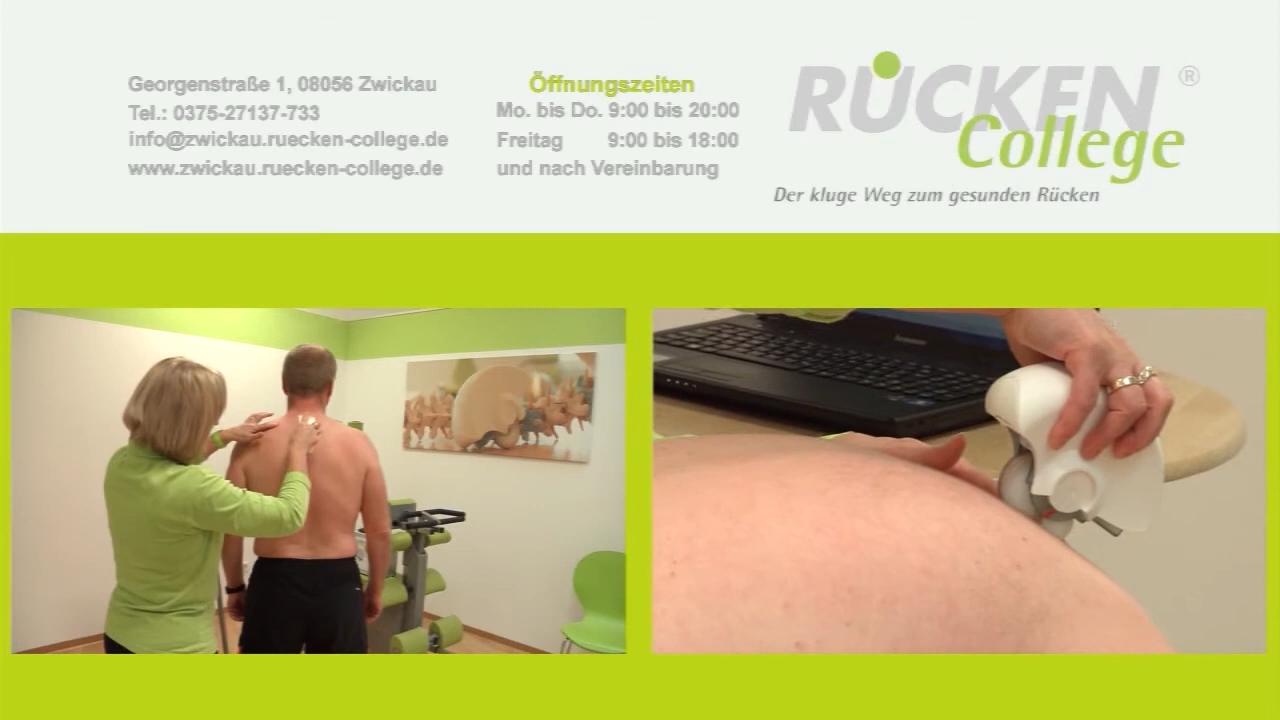 Georgenstraße 1, 08056 Zwickau
Tel.: 0375-27137-733
info@zwickau.ruecken-college.de
www.zwickau.ruecken-college.de
Öffnungszeiten
Mo. bis Do. 9:00 bis 20:00
Freitag 9:00 bis 18:00
und nach Vereinbarung
RÜCKEN ®
College
Der kluge Weg zum gesunden Rücken